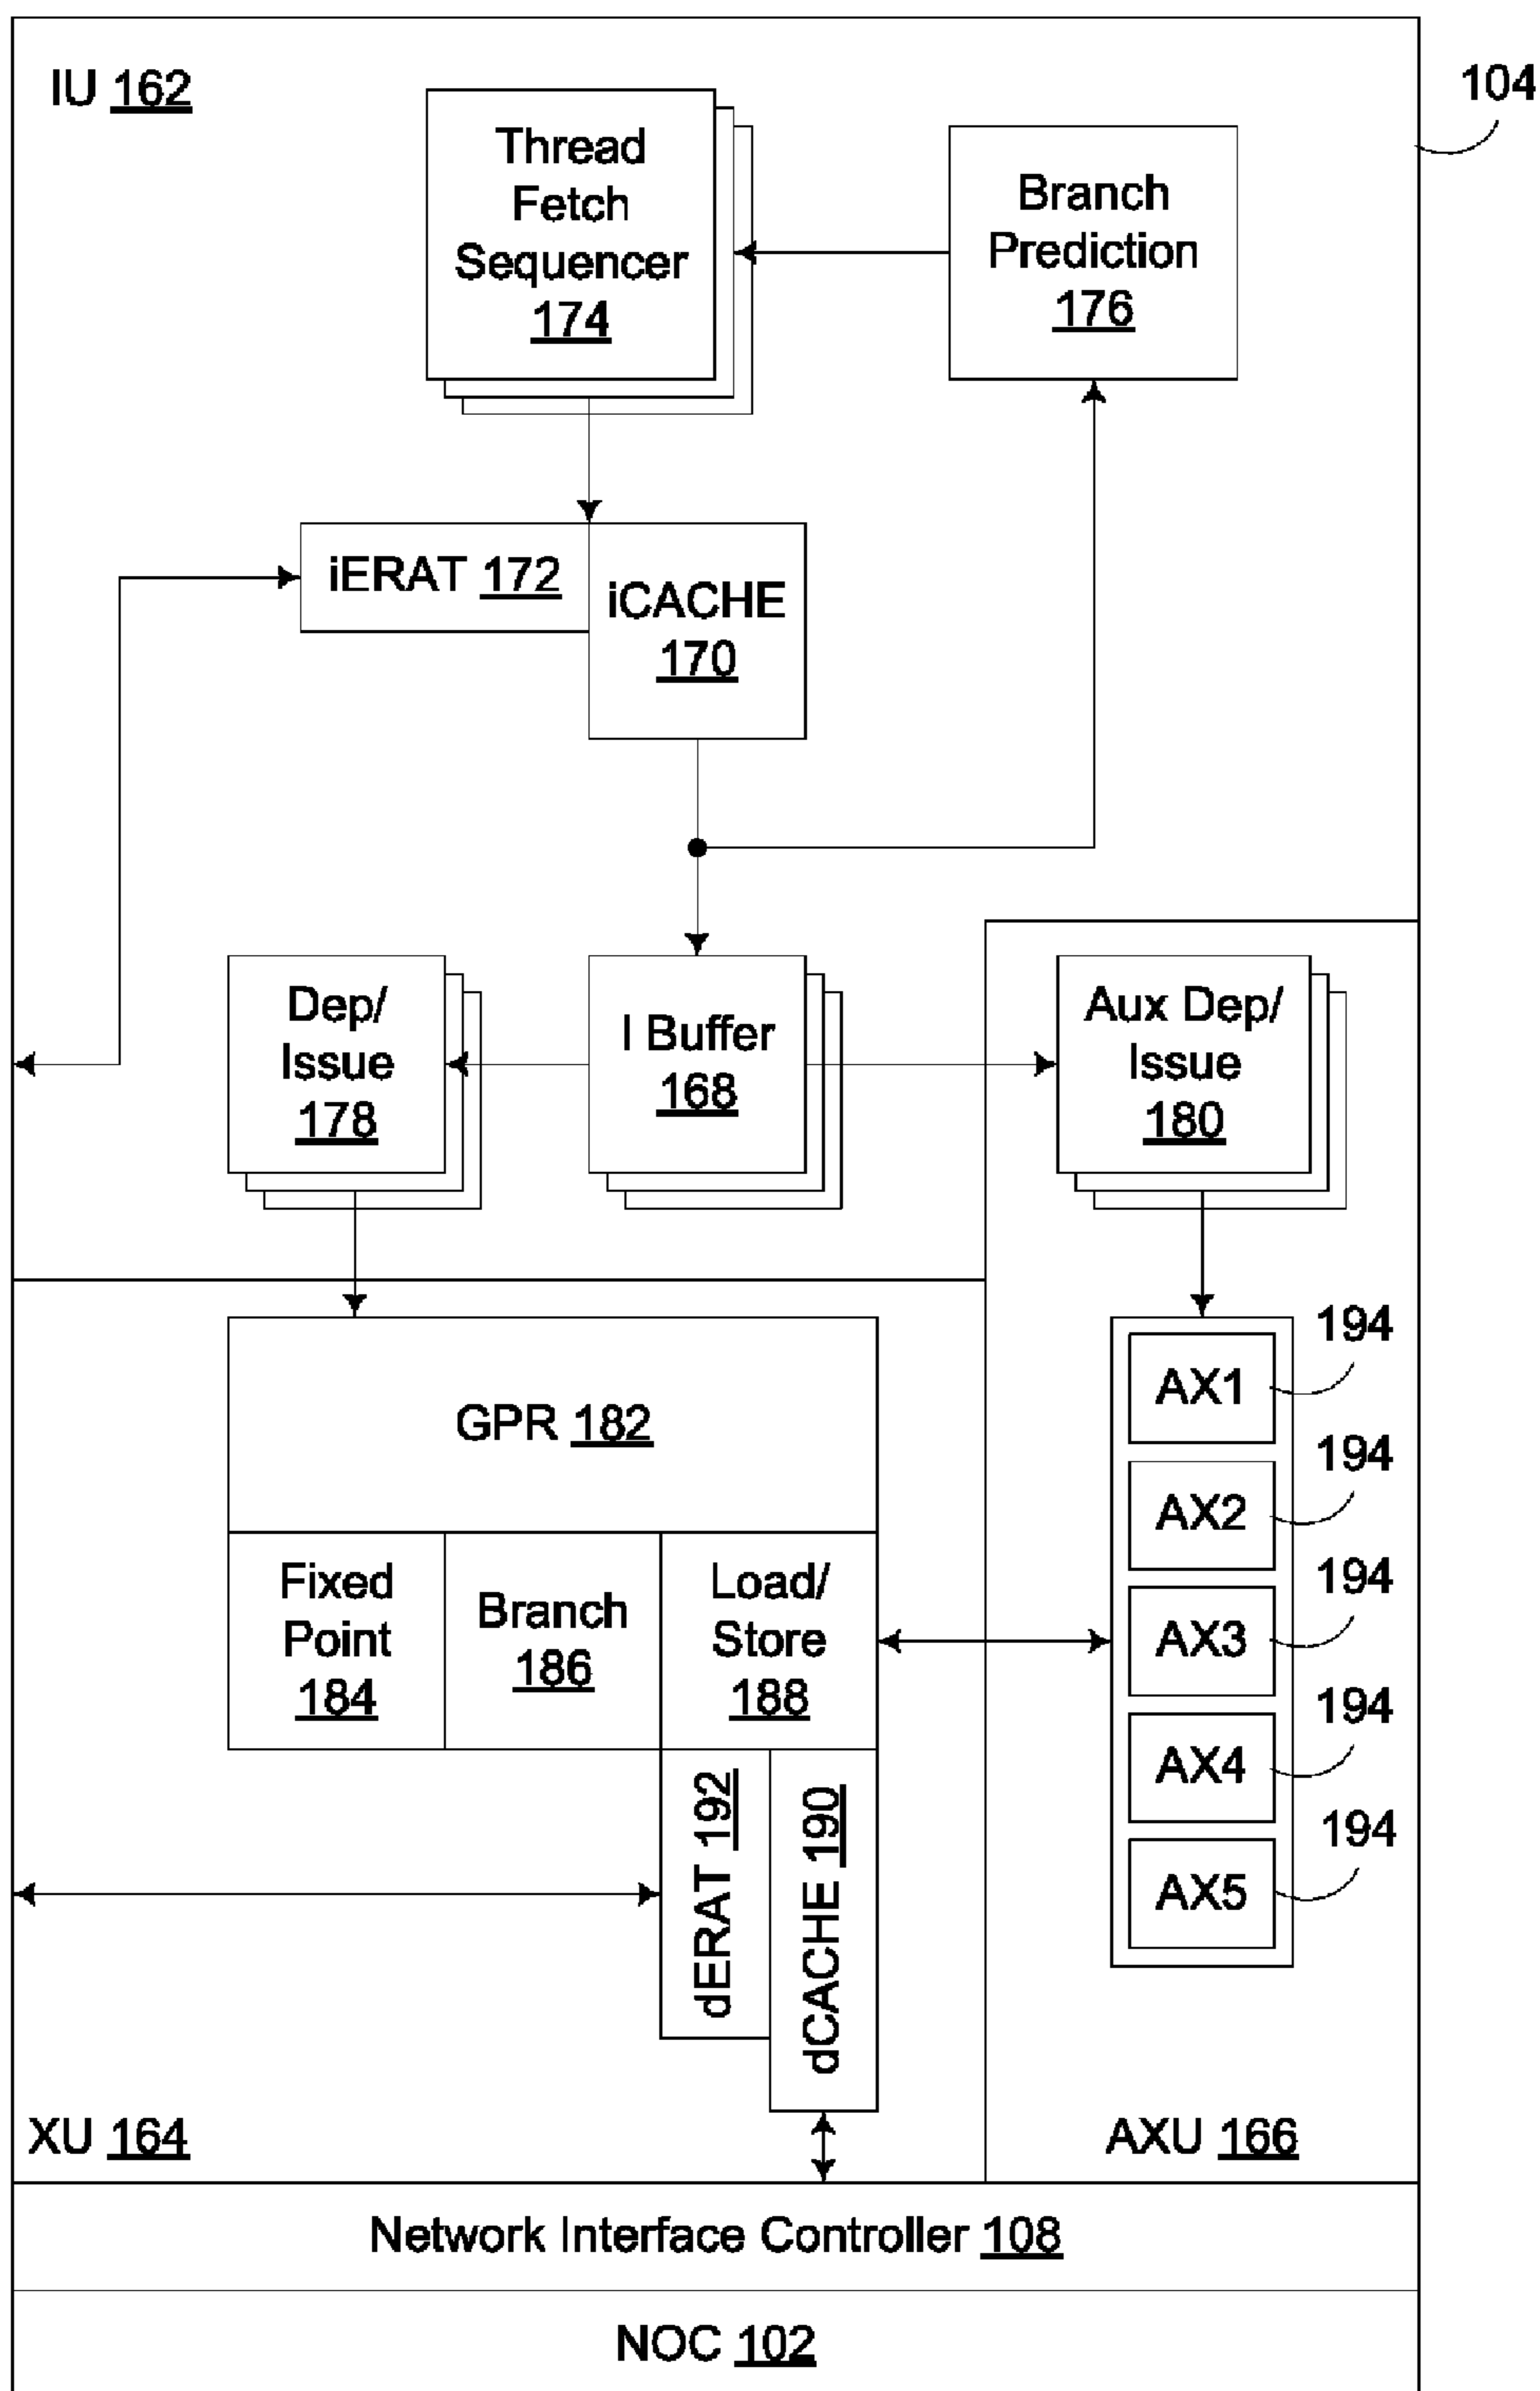 IU 162
104
Thread
Fetch
Sequencer
174
Branch
Prediction
176
iERAT 172
iCACHE
170
Dep/
Issue
178
I Buffer
168
Aux Dep/
Issue
180
GPR 182
Fixed
Point
184
Branch
186
Load/
Store
188
dERAT 192
dCACHE 190
194
AX1
194
AX2
194
AX3
194
AX4
194
AX5
XU 164
AXU 166
Network Interface Controller 108
NOC 102